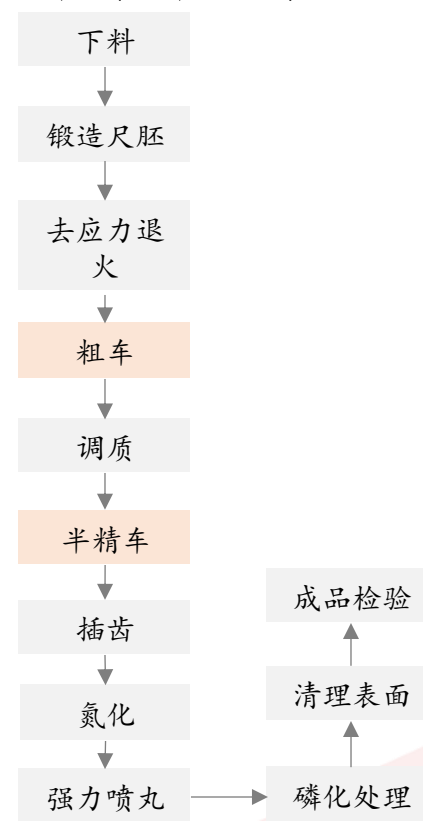 下料
锻造尺胚
去应力退
火
粗车
调质
半精车
插齿
氮化
强力喷丸
磷化处理
清理表面
成品检验